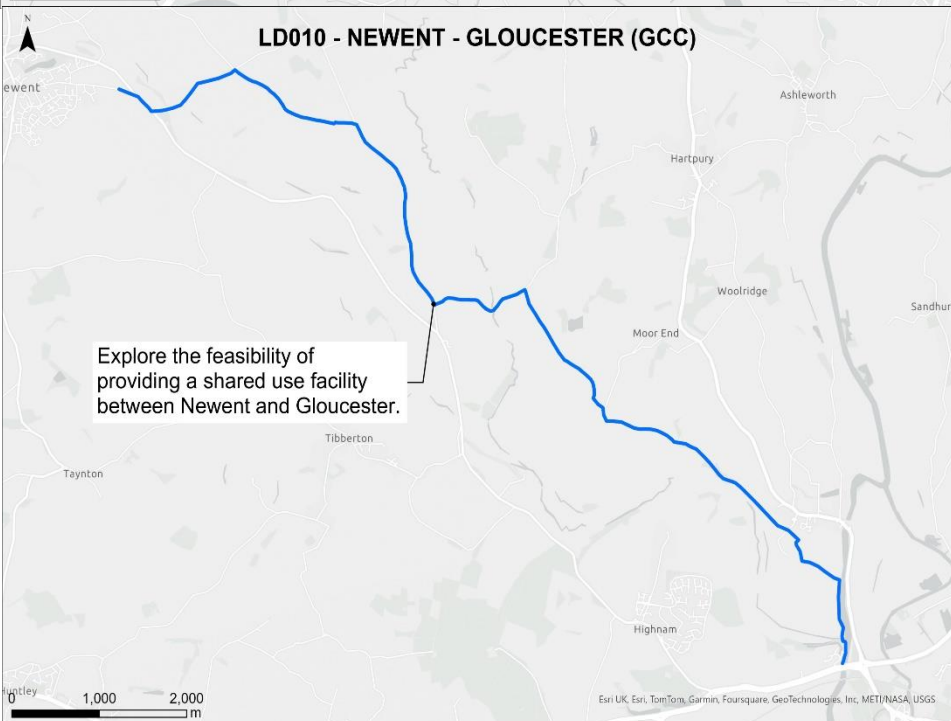 N
LD010 - NEWENT - GLOUCESTER (GCC)
ewent
Ashleworth
Hartpury
Woolridge
Sandhur
Moor End
Explore the feasibility of
providing a shared use facility
between Newent and Gloucester.
Tibberton
Taynton
Highnam
Huntley
0 1,000 2,000
m
Esri UK, Esri, TomTom, Garmin, Foursquare, GeoTechnologies, Inc, METI/NASA, USGS